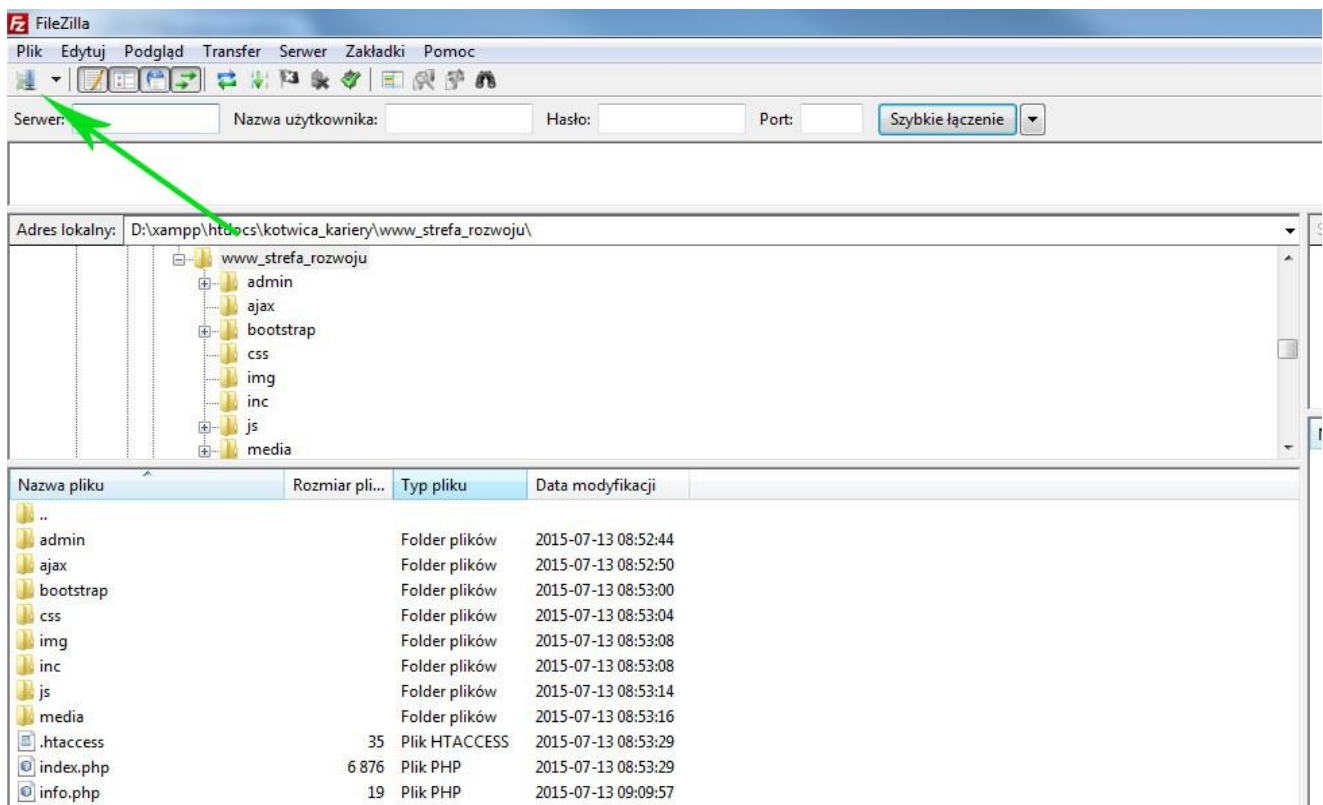 FileZilla
Plik Edytuj Podgląd Transfer Serwer Zakładki Pomoc
Serwer: Nazwa użytkownika: Hasło: Port: Szybkie łączenie
Adres lokalny: D:\xampp\htdocs\kotwica_kariery\www_strefa_rozwoju\
www_strefa_rozwoju
admin
ajax
bootstrap
css
img
inc
js
media
Nazwa pliku Rozmiar pli... Typ pliku Data modyfikacji
..
admin Folder plików 2015-07-13 08:52:44
ajax Folder plików 2015-07-13 08:52:50
bootstrap Folder plików 2015-07-13 08:53:00
css Folder plików 2015-07-13 08:53:04
img Folder plików 2015-07-13 08:53:08
inc Folder plików 2015-07-13 08:53:08
js Folder plików 2015-07-13 08:53:14
media Folder plików 2015-07-13 08:53:16
.htaccess 35 Plik HTACCESS 2015-07-13 08:53:29
index.php 6 876 Plik PHP 2015-07-13 08:53:29
info.php 19 Plik PHP 2015-07-13 09:09:57